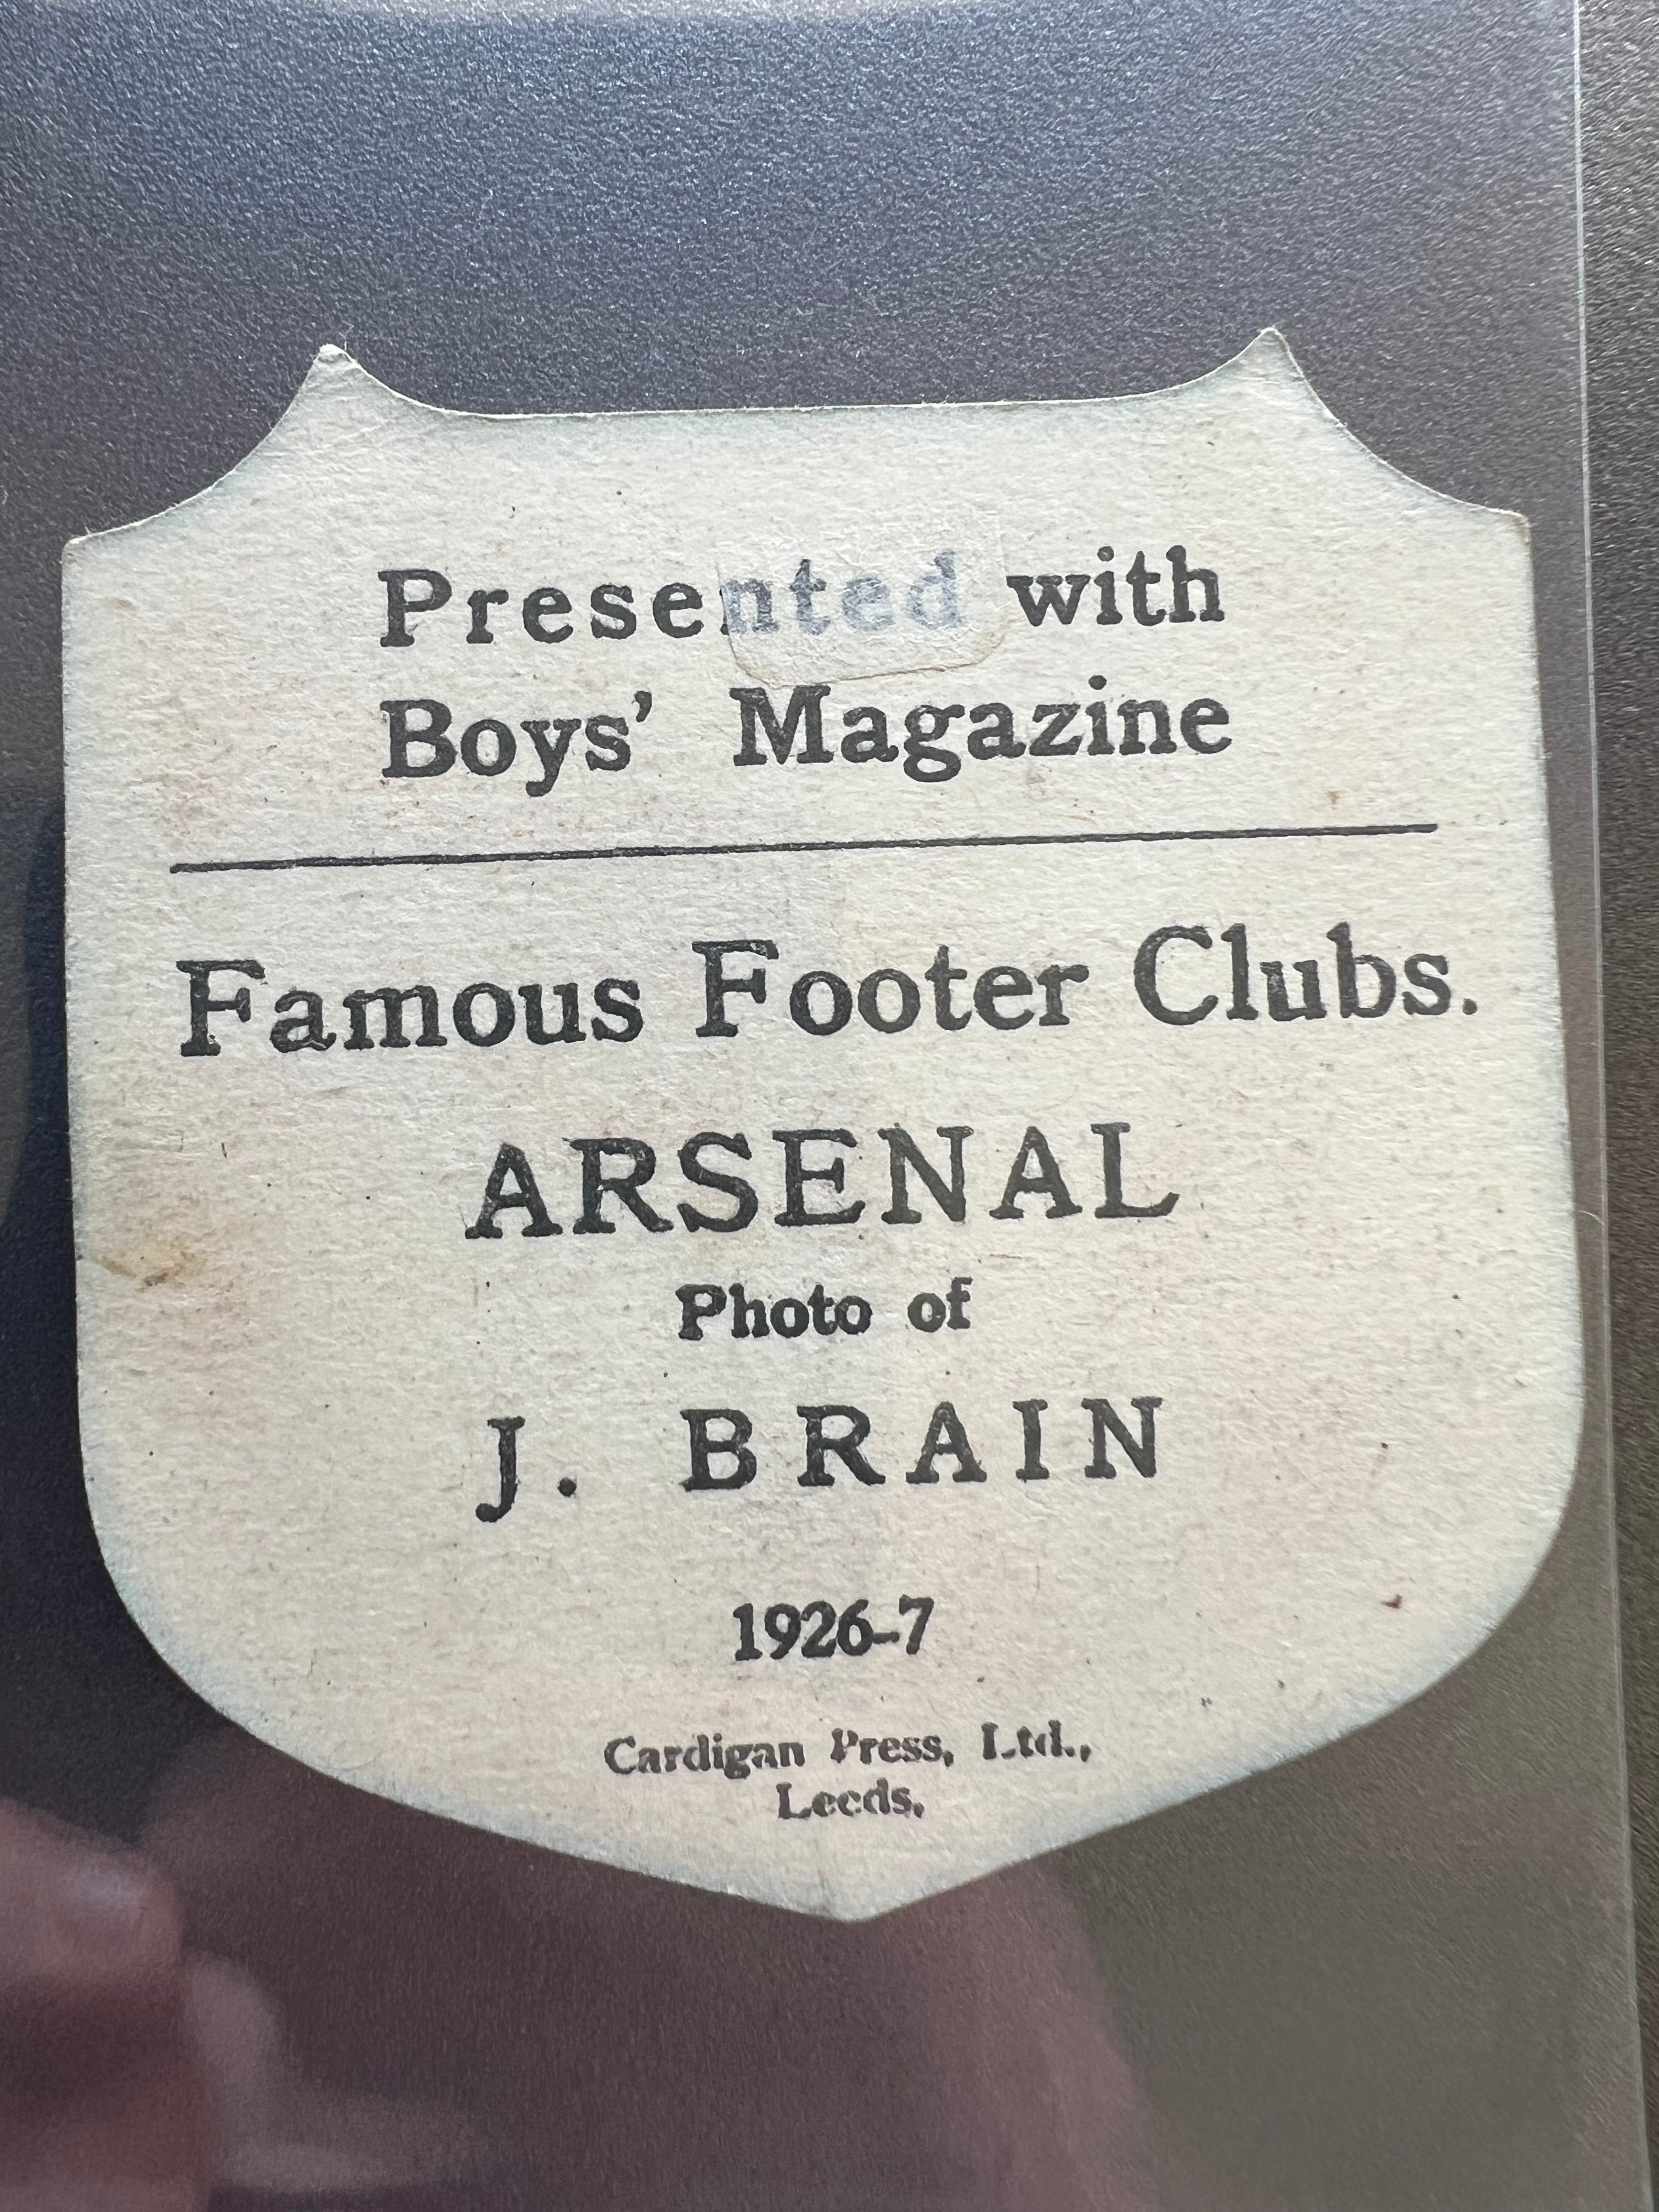 Presented with
Boys' Magazine
Famous Footer Clubs.
ARSENAL
Photo of
J. BRAIN
1926-7
Cardigan Press, Ltd.,
Leeds.